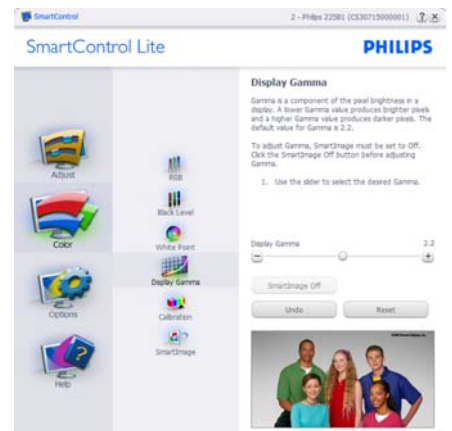 SmartControl
2 - Philips 225B1 (CS30715000001)
? X
SmartControl Lite
PHILIPS
Adjust
Color
Options
Help
RGB
Black Level
White Point
Display Gamma
Calibration
SmartImage
Display Gamma
Gamma is a component of the pixel brightness in a
display. A lower Gamma value produces brighter pixels
and a higher Gamma value produces darker pixels. The
default value for Gamma is 2.2.
To adjust Gamma, SmartImage must be set to Off.
Click the SmartImage Off button before adjusting
Gamma.
1. Use the slider to select the desired Gamma.
Display Gamma
2.2
SmartImage Off
Undo
Reset